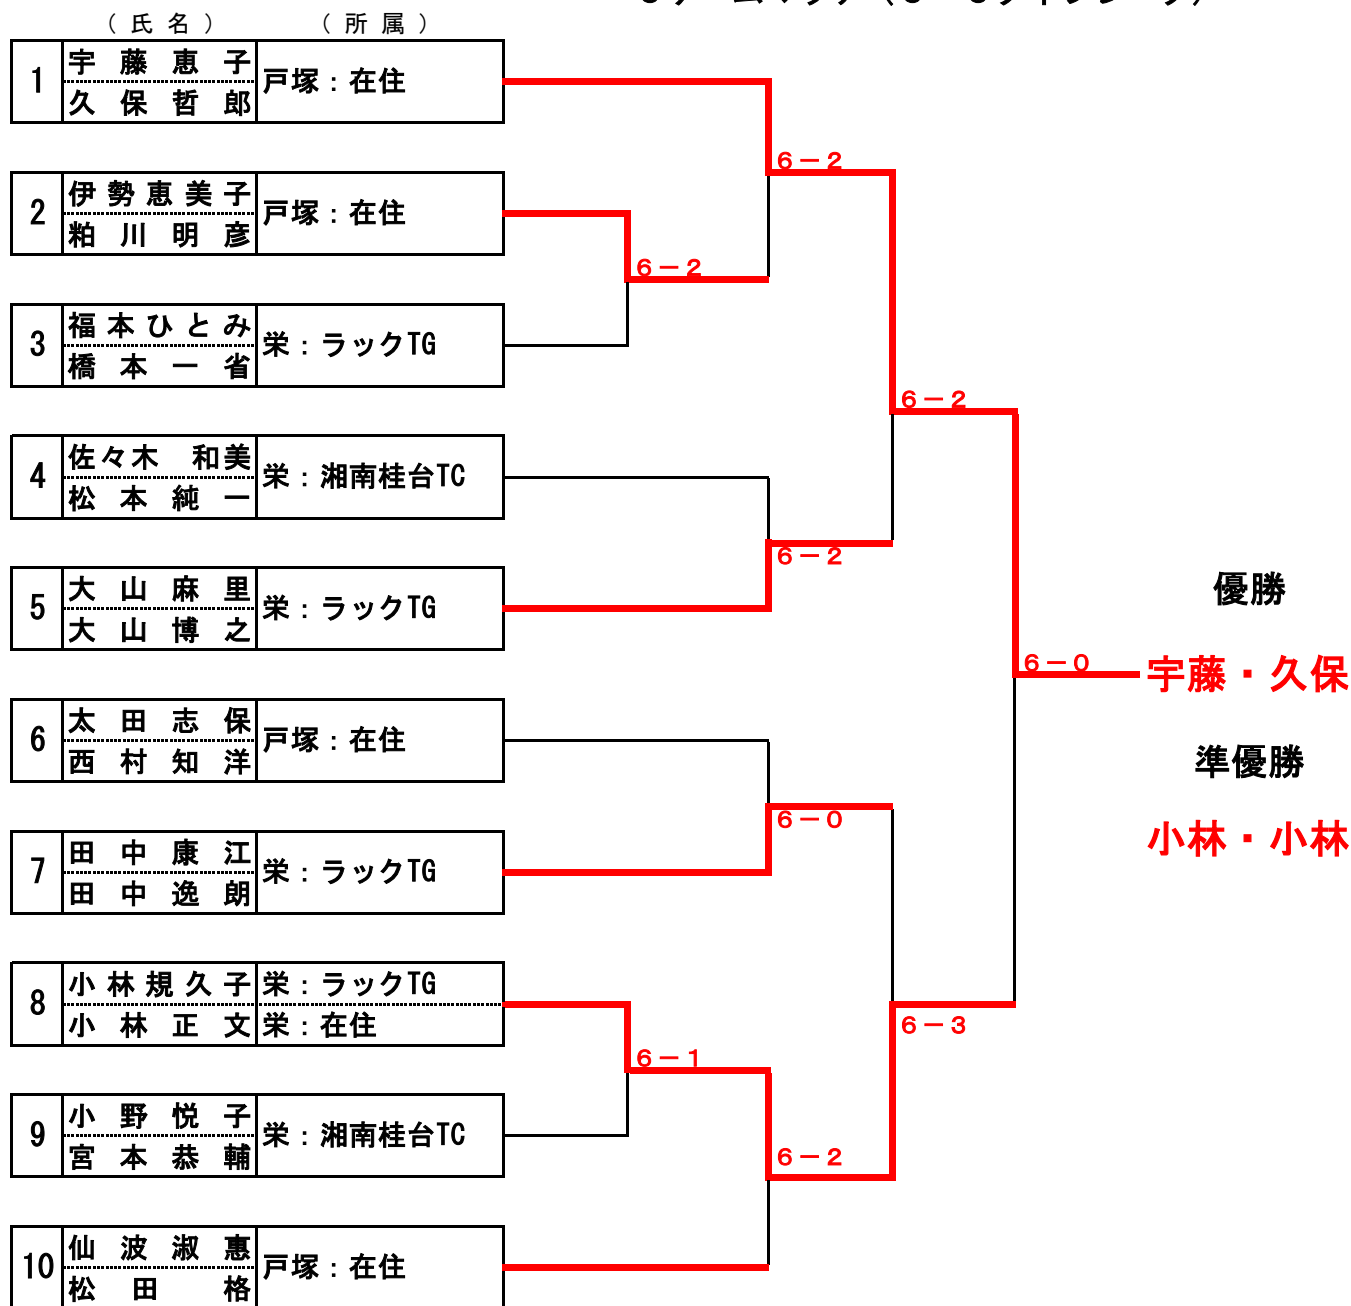 （氏名）　（所属）
1 宇藤恵子 戸塚：在住
久保哲郎
6－2
2 伊勢恵美子 戸塚：在住
粕川明彦
6－2
3 福本ひとみ 栄：ラックTG
橋本一省
6－2
4 佐々木　和美 栄：湘南桂台TC
松本純一
6－2
5 大山麻里 栄：ラックTG
大山博之
優勝
6－0 宇藤・久保
6 太田志保 戸塚：在住
西村知洋
準優勝
6－0
小林・小林
7 田中康江 栄：ラックTG
田中逸朗
8 小林規久子 栄：ラックTG
小林正文 栄：在住
6－3
6－1
9 小野悦子 栄：湘南桂台TC
宮本恭輔
6－2
10 仙波淑惠 戸塚：在住
松田　格